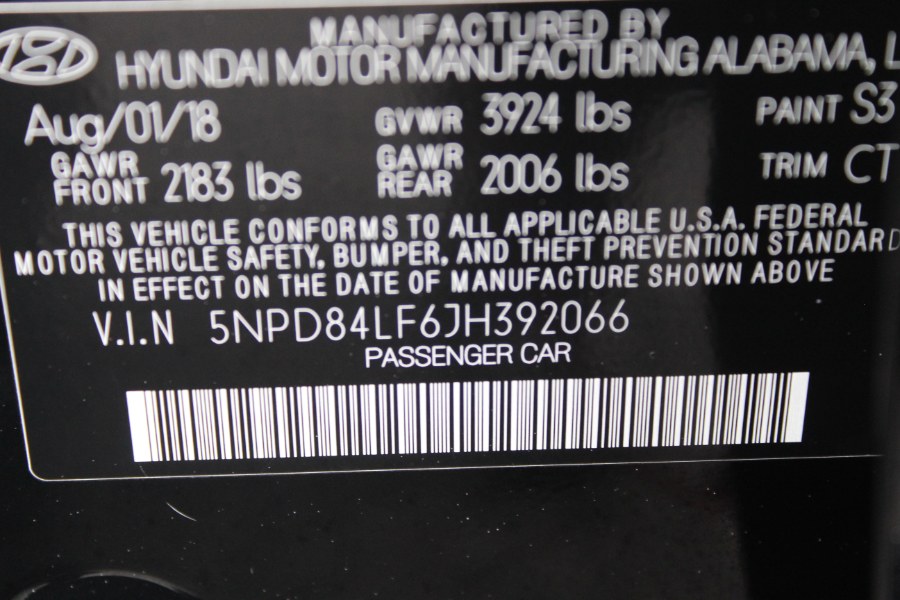 MANUFACTURED BY
HYUNDAI MOTOR MANUFACTURING ALABAMA, L
Aug/01/18 GVWR 3924 lbs PAINT S3
GAWR FRONT 2183 lbs GAWR REAR 2006 lbs TRIM CT
THIS VEHICLE CONFORMS TO ALL APPLICABLE U.S.A. FEDERAL
MOTOR VEHICLE SAFETY, BUMPER, AND THEFT PREVENTION STANDARD
IN EFFECT ON THE DATE OF MANUFACTURE SHOWN ABOVE
V.I.N 5NPD84LF6JH392066
PASSENGER CAR